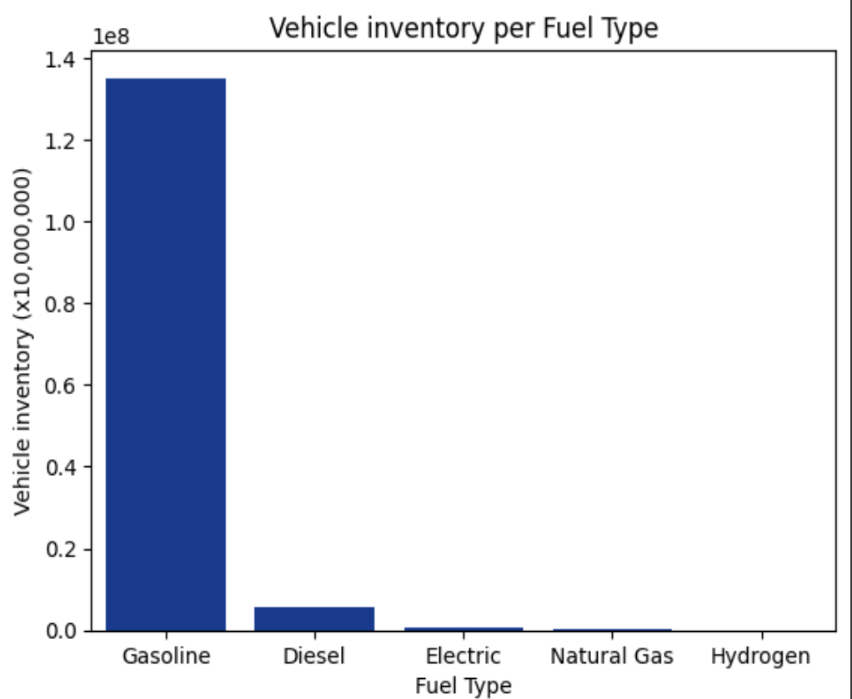 Vehicle inventory per Fuel Type
1e8
1.4
1.2
1.0
0.8
0.6
0.4
0.2
0.0
Vehicle inventory (x10,000,000)
Gasoline Diesel Electric Natural Gas Hydrogen
Fuel Type